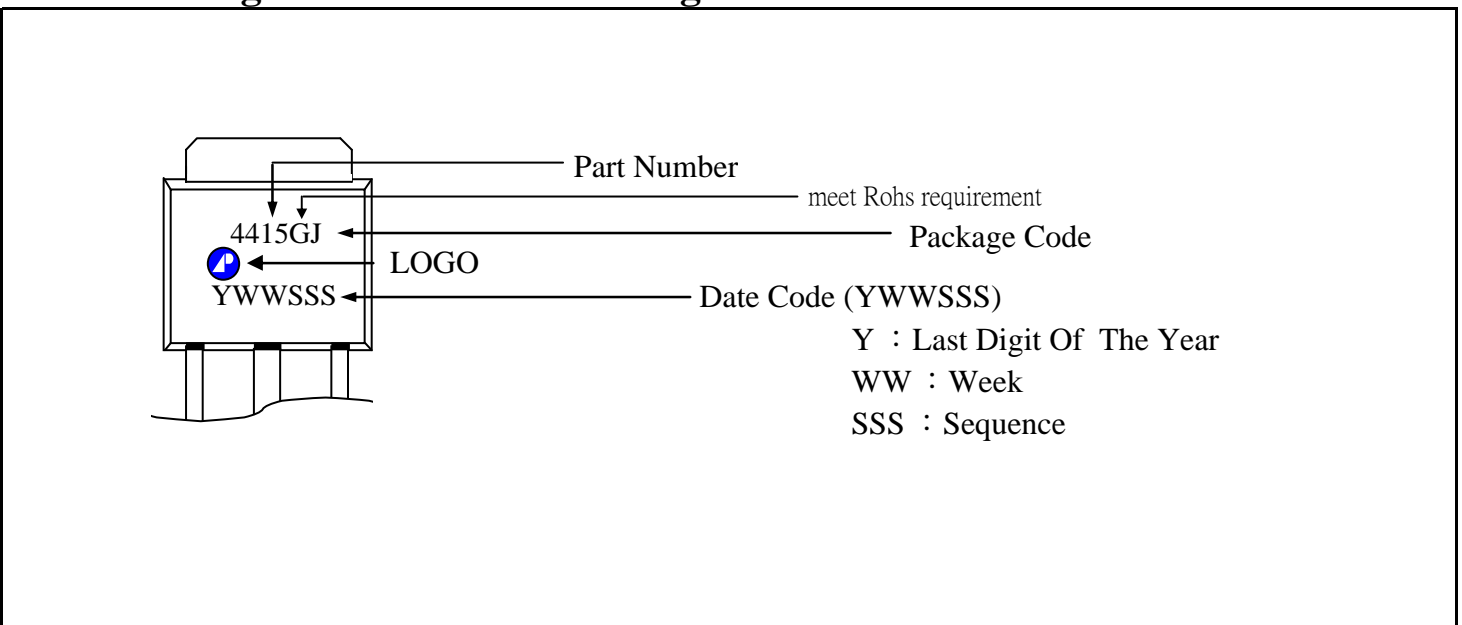 Part Number
meet Rohs requirement
4415GJ
Package Code
LOGO
YWWSSS
Date Code (YWWSSS)
Y ：Last Digit Of The Year
WW ：Week
SSS ：Sequence